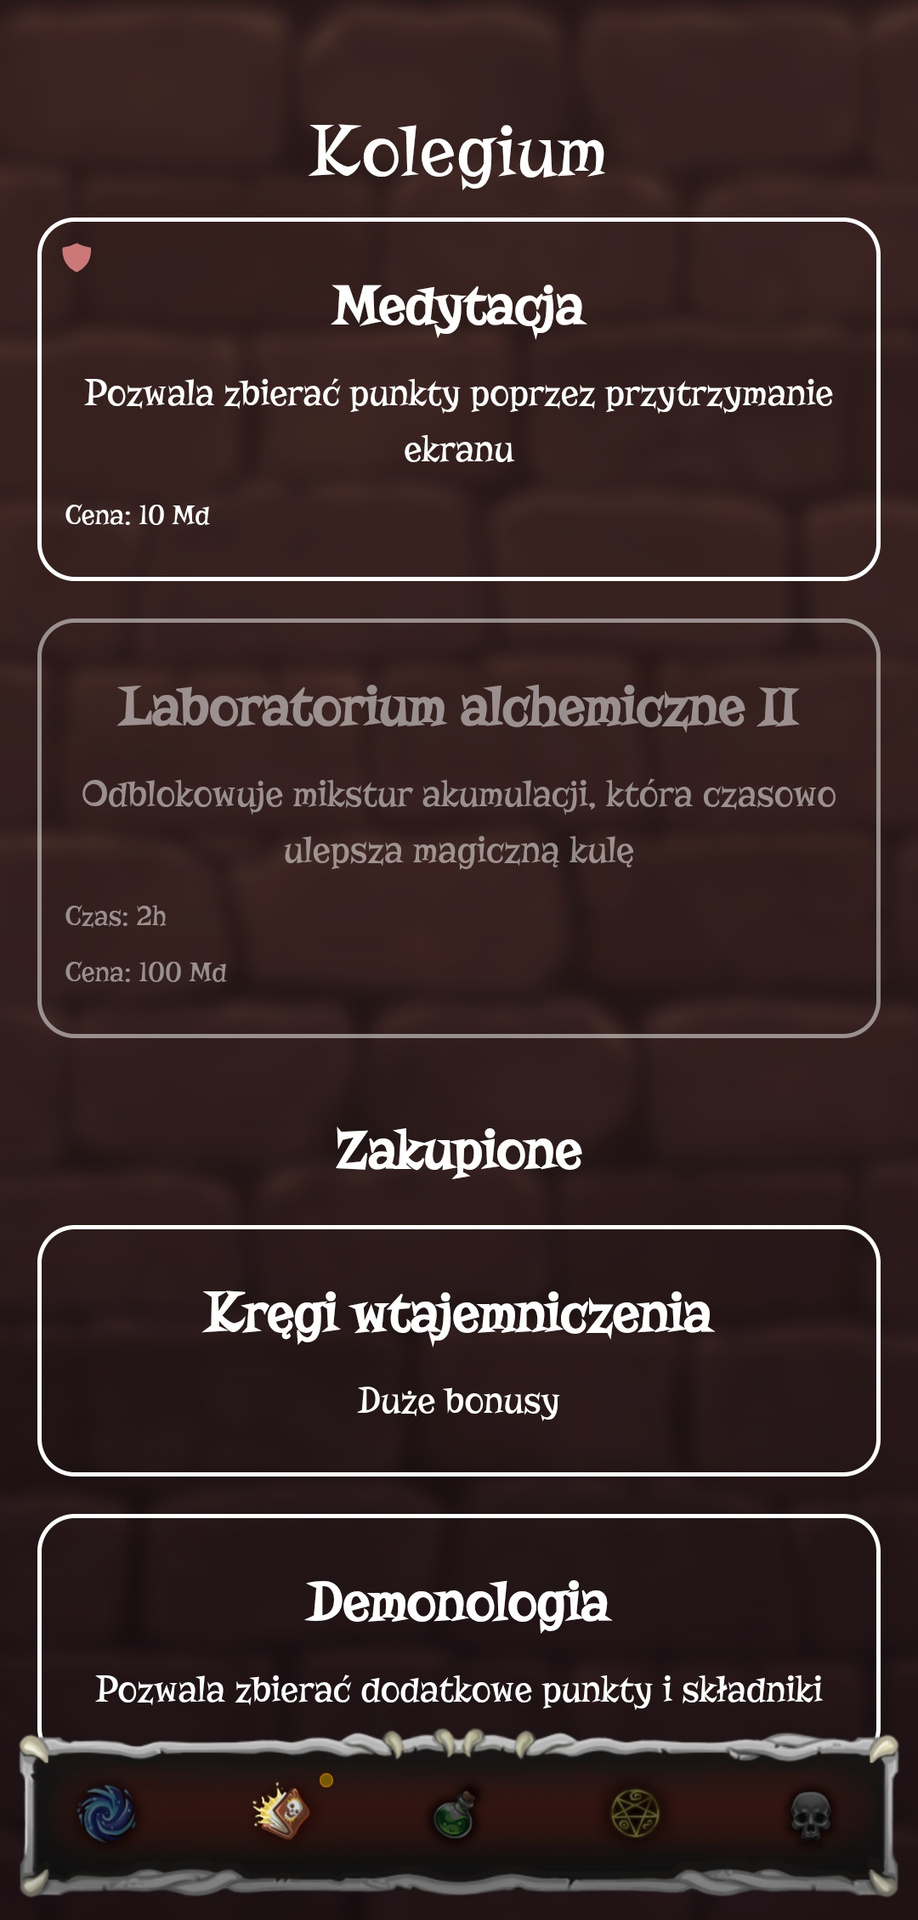 Kolegium
Medytacja
Pozwala zbierać punkty poprzez przytrzymanie
ekranu
Cena: 10 Md
Laboratorium alchemiczne II
Odblokowuje mikstur akumulacji, która czasowo
ulepsza magiczną kulę
Czas: 2h
Cena: 100 Md
Zakupione
Kręgi wtajemniczenia
Duże bonusy
Demonologia
Pozwala zbierać dodatkowe punkty i składniki